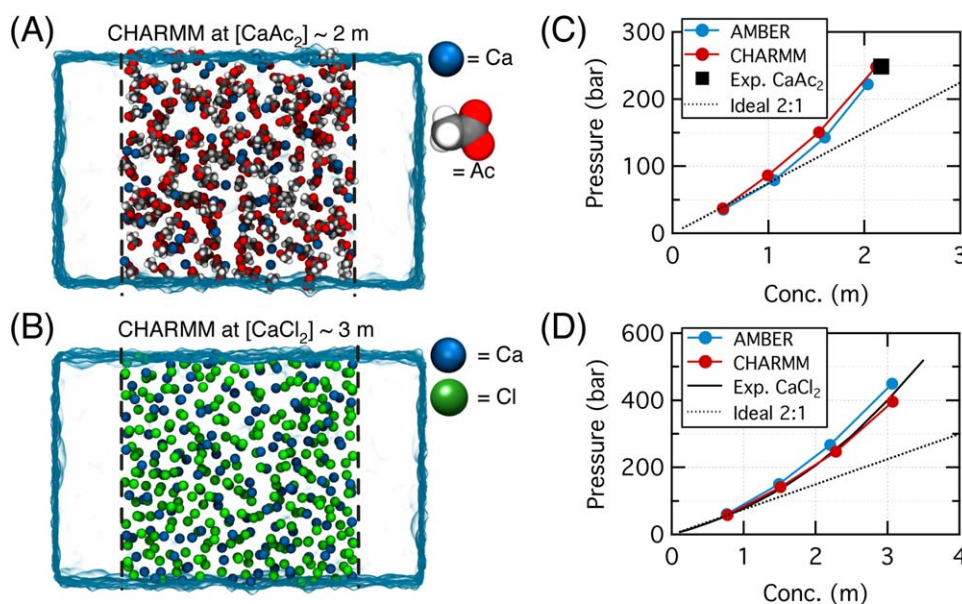 (A)
CHARMM at [CaAc₂] ~ 2 m
= Ca
= Ac
(B)
CHARMM at [CaCl₂] ~ 3 m
= Ca
= Cl
(C)
300
200
100
0
Pressure (bar)
AMBER
CHARMM
Exp. CaAc₂
Ideal 2:1
0 1 2 3
Conc. (m)
(D)
600
400
200
0
Pressure (bar)
AMBER
CHARMM
Exp. CaCl₂
Ideal 2:1
0 1 2 3 4
Conc. (m)